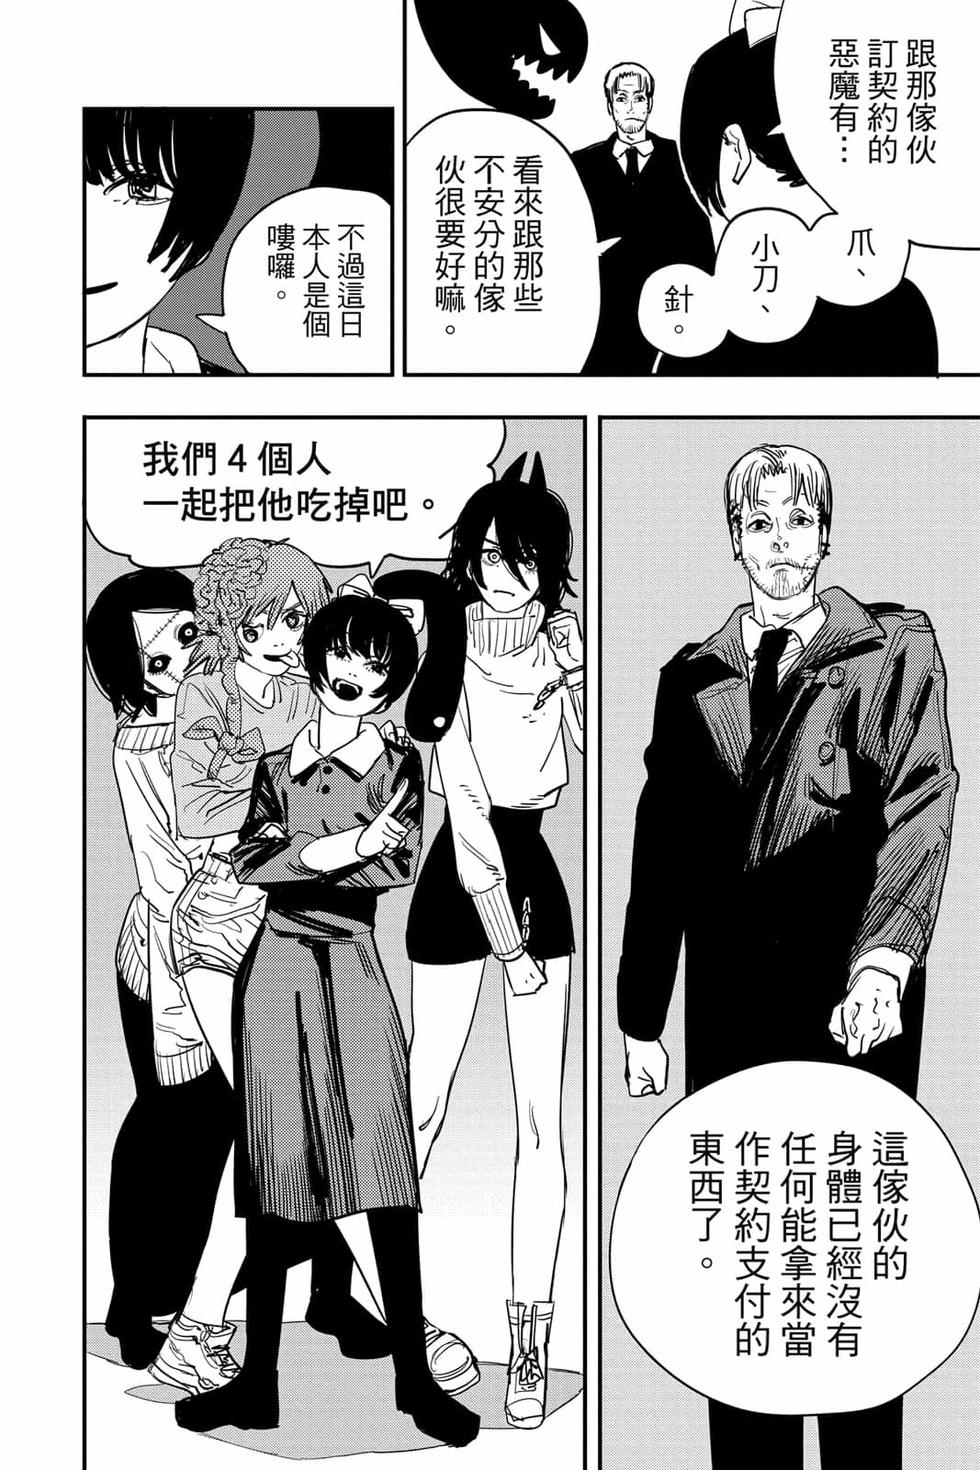 跟那傢伙
訂契約的
惡魔有…
爪、
小刀、
針。
看來跟那些
不安分的傢
伙很要好嘛。
不過這日
本人是個
嘍囉。
這傢伙的
身體已經沒有
任何能拿來當
作契約支付的
東西了。
我們4個人
一起把他吃掉吧。